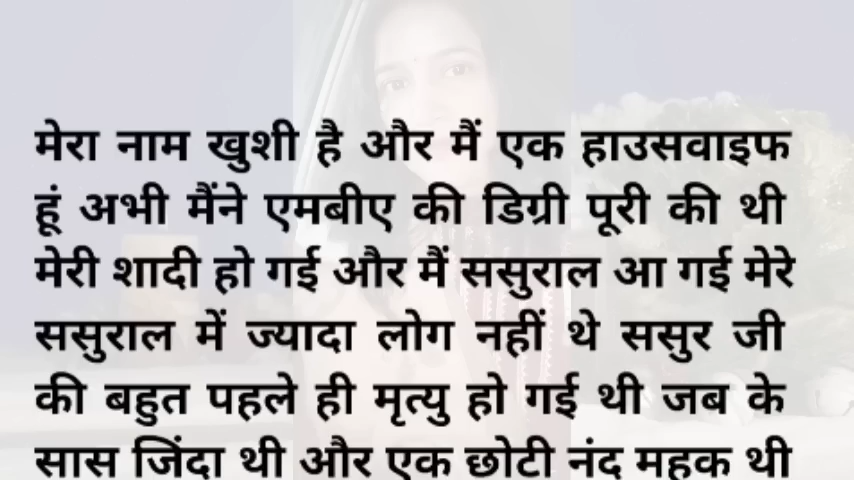 मेरा नाम खुशी है और मैं एक हाउसवाइफ
हूं अभी मैंने एमबीए की डिग्री पूरी की थी
मेरी शादी हो गई और मैं ससुराल आ गई मेरे
ससुराल में ज्यादा लोग नहीं थे ससुर जी
की बहुत पहले ही मृत्यु हो गई थी जब के
सास जिंदा थी और एक छोटी नंद महक थी